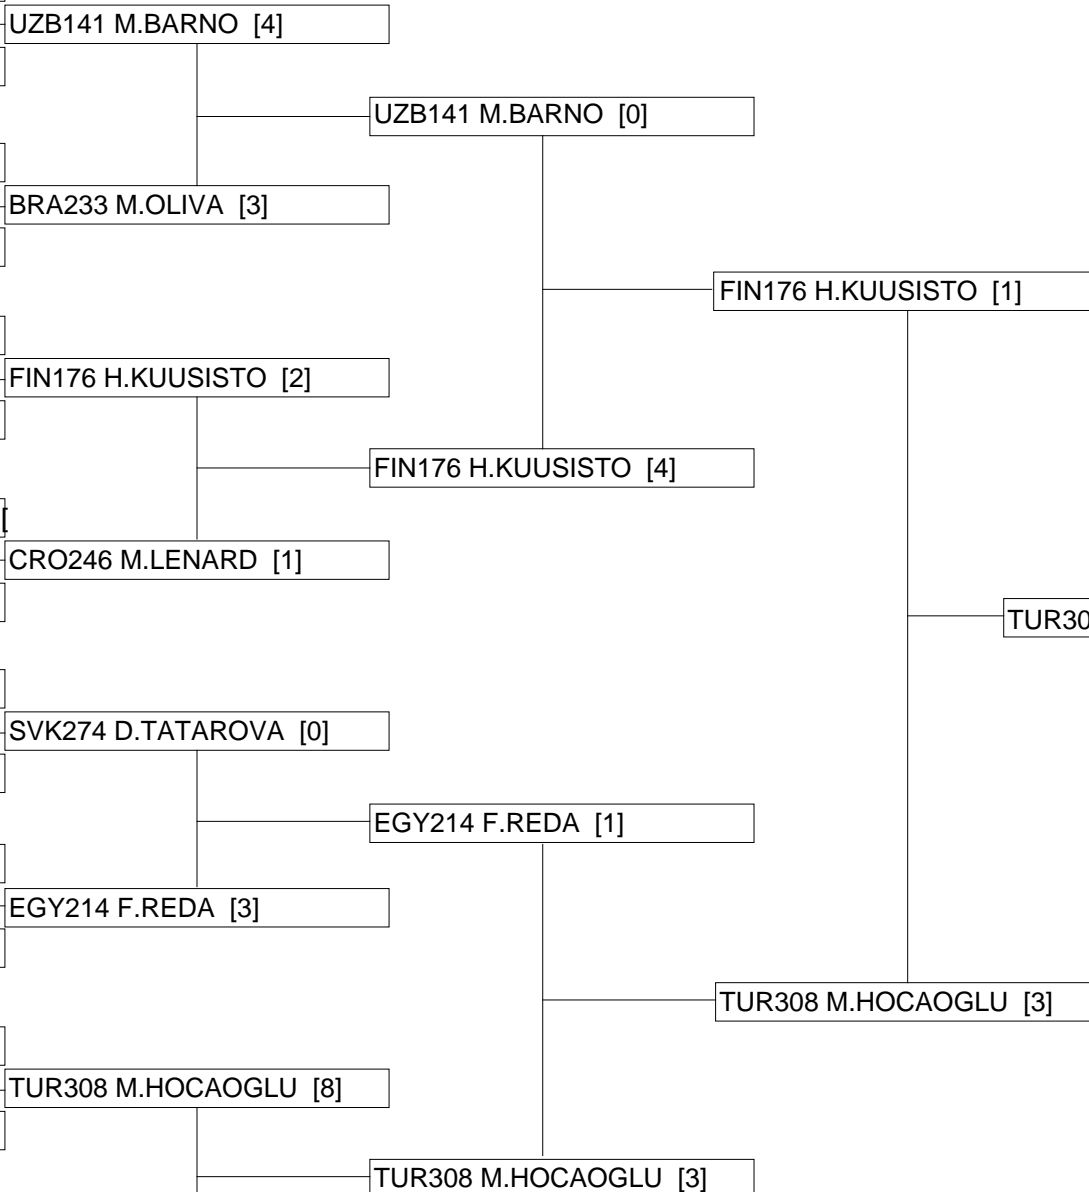 UZB141 M.BARNO [4]
UZB141 M.BARNO [0]
BRA233 M.OLIVA [3]
FIN176 H.KUUSISTO [1]
FIN176 H.KUUSISTO [2]
FIN176 H.KUUSISTO [4]
[
CRO246 M.LENARD [1]
TUR30
SVK274 D.TATAROVA [0]
EGY214 F.REDA [1]
EGY214 F.REDA [3]
TUR308 M.HOCAOGLU [3]
TUR308 M.HOCAOGLU [8]
TUR308 M.HOCAOGLU [3]